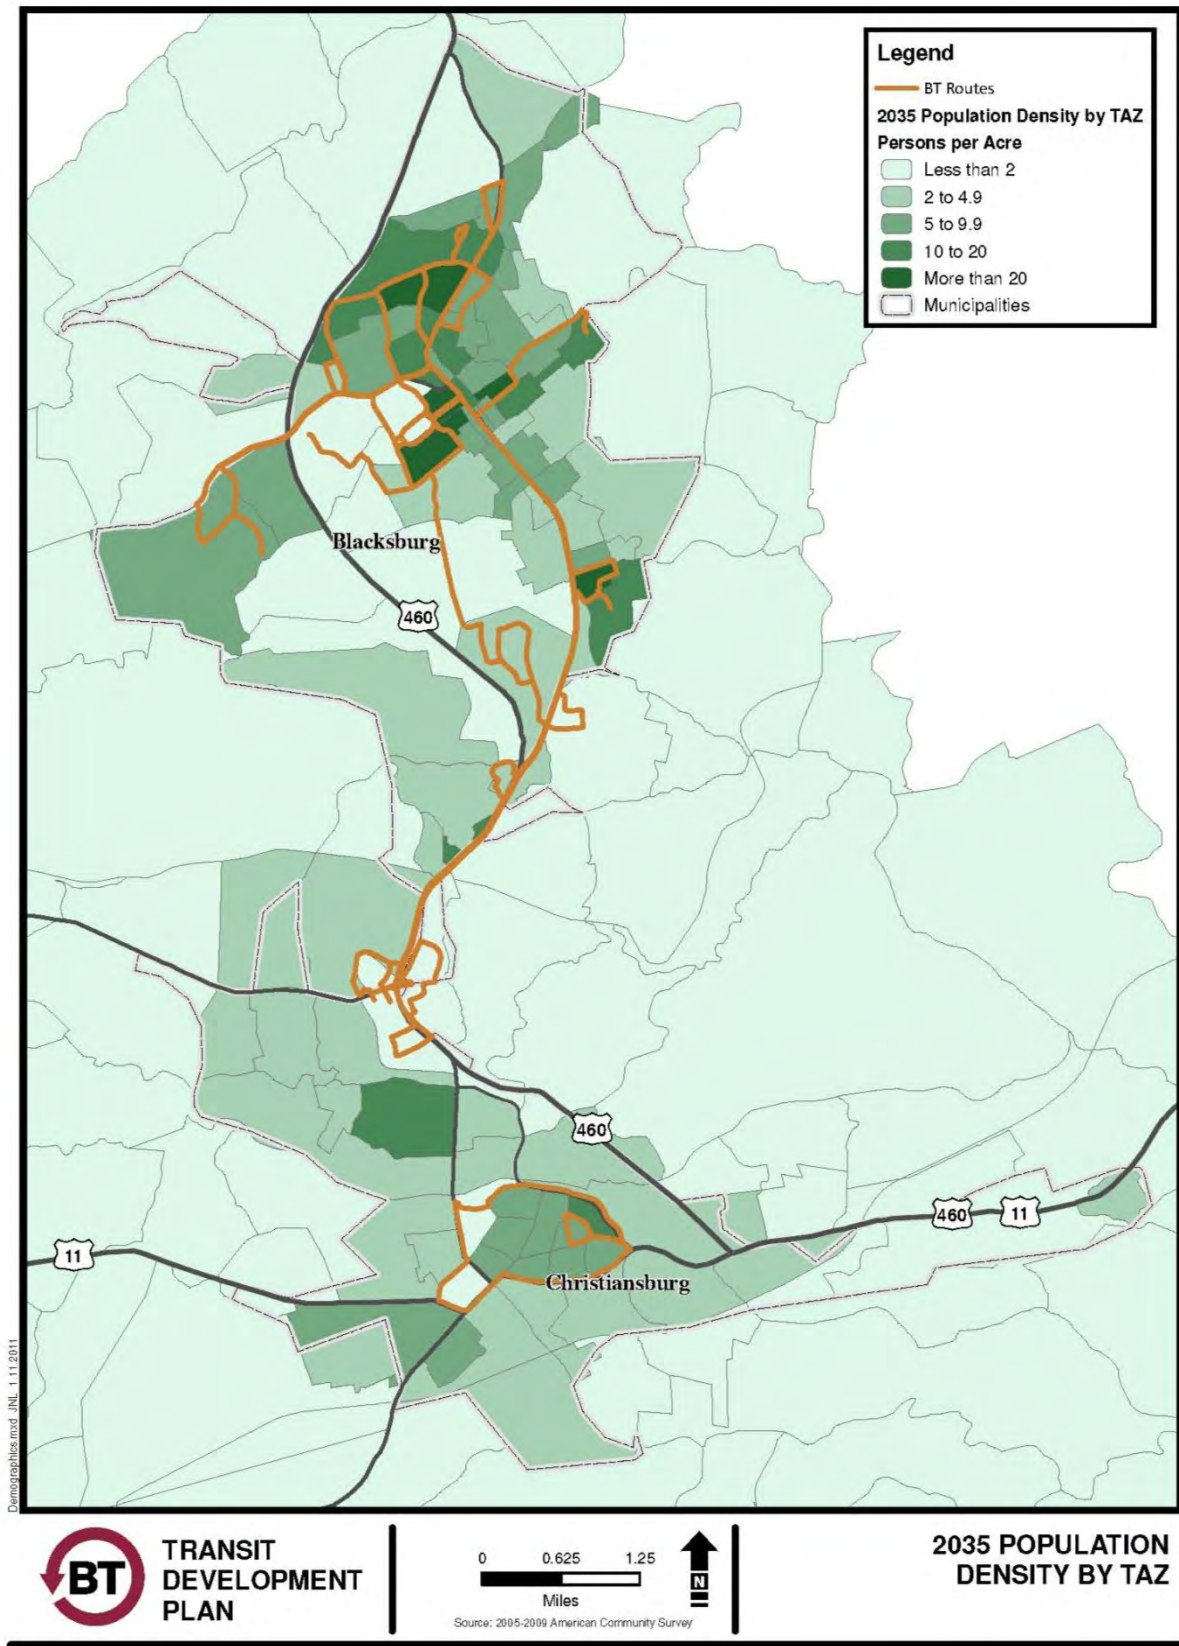 Legend
BT Routes
2035 Population Density by TAZ
Persons per Acre
Less than 2
2 to 4.9
5 to 9.9
10 to 20
More than 20
Municipalities
Blacksburg
460
460
460
11
11
Christiansburg
Demographics.mxd JNL 1.11.2011
BT
TRANSIT
DEVELOPMENT
PLAN
0 0.625 1.25
Miles
Source: 2005-2009 American Community Survey
N
2035 POPULATION
DENSITY BY TAZ